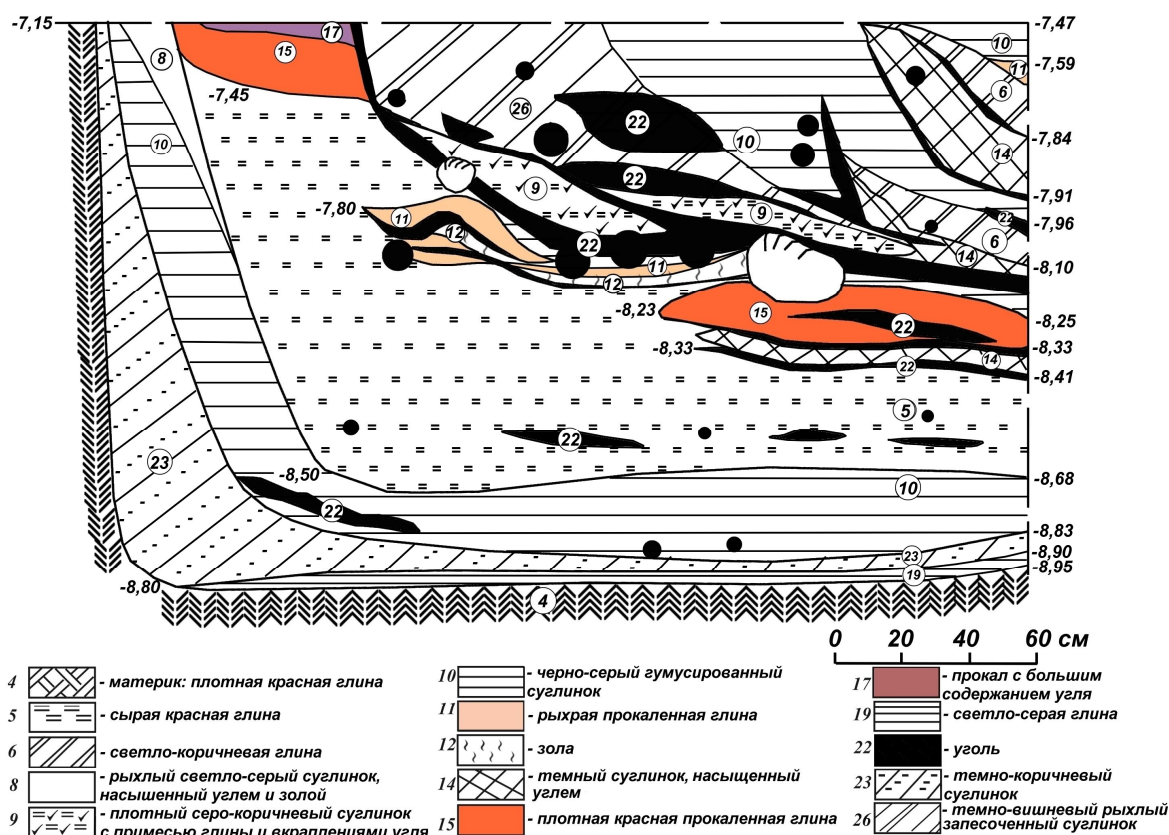 -7,15
17
-7,47
8
15
10
-7,59
11
6
-7,45
26
22
10
-7,84
10
14
9
22
-7,91
-7,80
11
9
22
-7,96
12
22
6
11
14
-8,10
12
-8,23
15
22
-8,25
-8,33
14
-8,33
22
-8,41
5
23
22
-8,50
10
-8,68
22
-8,83
23
-8,90
19
-8,95
-8,80
4
0 20 40 60 см
4 - материк: плотная красная глина
5 - сырая красная глина
6 - светло-коричневая глина
8 - рыхлый светло-серый суглинок,
насышенный углем и золой
9 - плотный серо-коричневый суглинок
с примесью глины и вкраплениями угля
10 - черно-серый гумусированный
суглинок
11 - рыхрая прокаленная глина
12 - зола
14 - темный суглинок, насыщенный
углем
15 - плотная красная прокаленная глина
17 - прокал с большим
содержанием угля
19 - светло-серая глина
22 - уголь
23 - темно-коричневый
суглинок
26 - темно-вишневый рыхлый
запесоченный суглинок